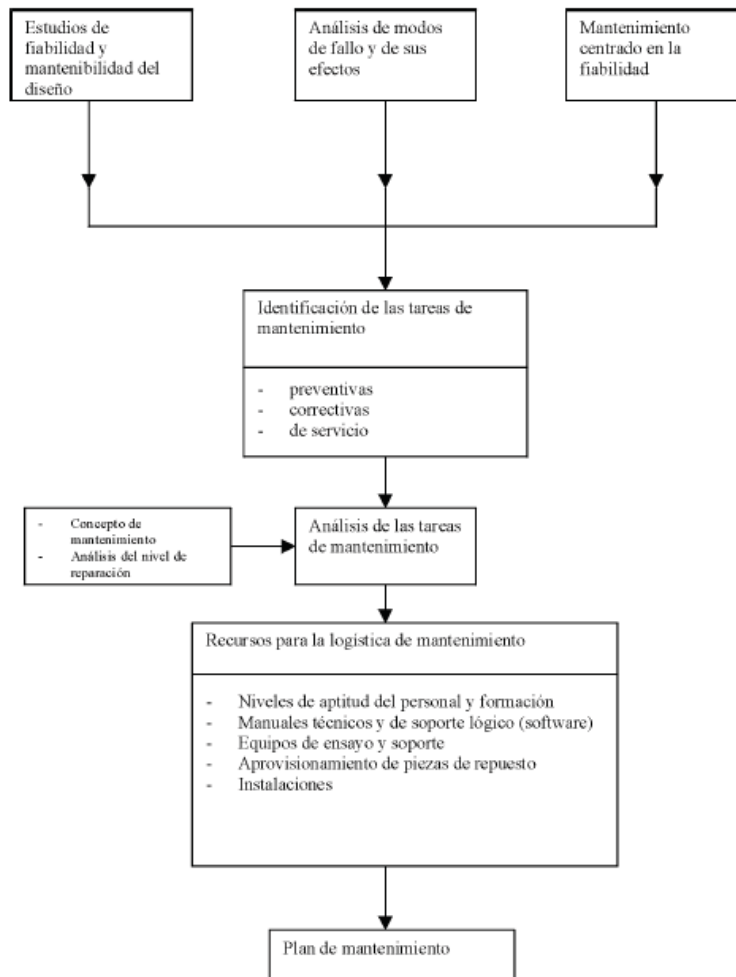 Estudios de
fiabilidad y
mantenibilidad del
diseño
Análisis de modos
de fallo y de sus
efectos
Mantenimiento
centrado en la
fiabilidad
Identificación de las tareas de
mantenimiento
- preventivas
- correctivas
- de servicio
- Concepto de
mantenimiento
- Análisis del nivel de
reparación
Análisis de las tareas
de mantenimiento
Recursos para la logística de mantenimiento
- Niveles de aptitud del personal y formación
- Manuales técnicos y de soporte lógico (software)
- Equipos de ensayo y soporte
- Aprovisionamiento de piezas de repuesto
- Instalaciones
Plan de mantenimiento